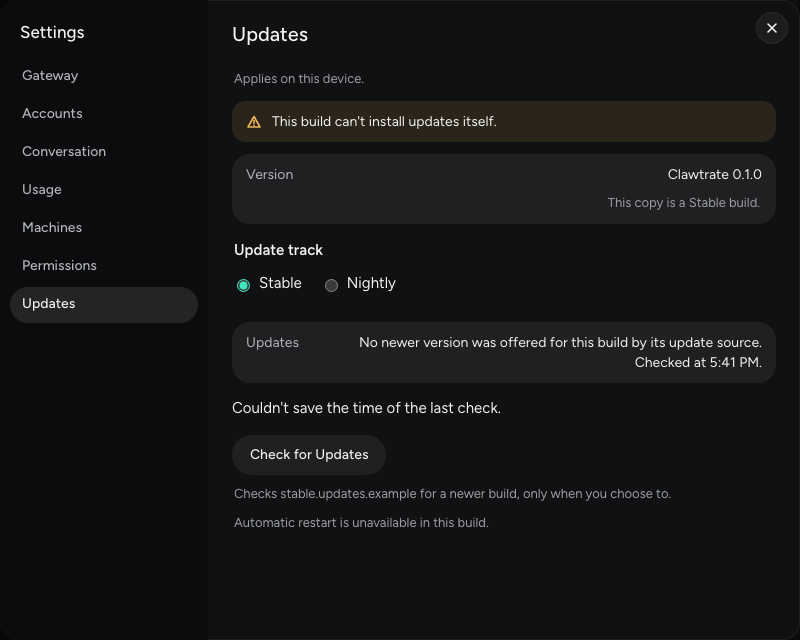 Settings
Gateway
Accounts
Conversation
Usage
Machines
Permissions
Updates
Updates
Applies on this device.
This build can't install updates itself.
Version
Clawtrate 0.1.0
This copy is a Stable build.
Update track
Stable
Nightly
Updates
No newer version was offered for this build by its update source.
Checked at 5:41 PM.
Couldn't save the time of the last check.
Check for Updates
Checks stable.updates.example for a newer build, only when you choose to.
Automatic restart is unavailable in this build.